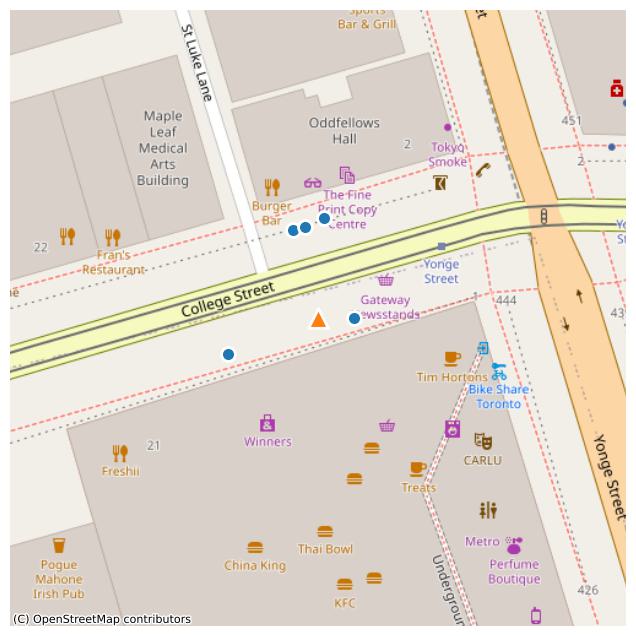 Sports
Bar & Grill
St Luke Lane
Maple
Leaf
Medical
Arts
Building
Oddfellows
Hall
2
451
Tokyo
Smoke
2
The Fine
Print Copy
Centre
Burger
Bar
22
Fran's
Restaurant
Yonge
Street
College Street
Gateway
ewsstands
1
444
Tim Hortons
Bike Share
Toronto
Winners
21
Freshii
CARLU
Treats
Yonge Street
Thai Bowl
China King
Metro
Perfume
Boutique
Pogue
Mahone
Irish Pub
KFC
Undergroun
426
(C) OpenStreetMap contributors